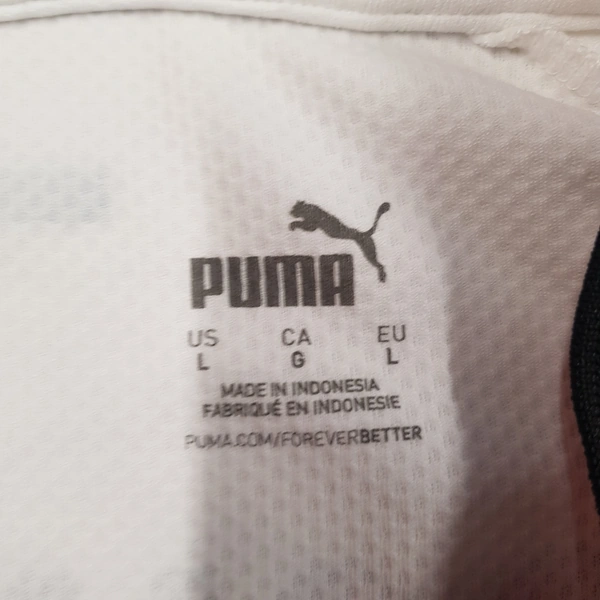 PUMA
US CA EU
L G L
MADE IN INDONESIA
FABRIQUÉ EN INDONESIE
PUMA.COM/FOREVERBETTER